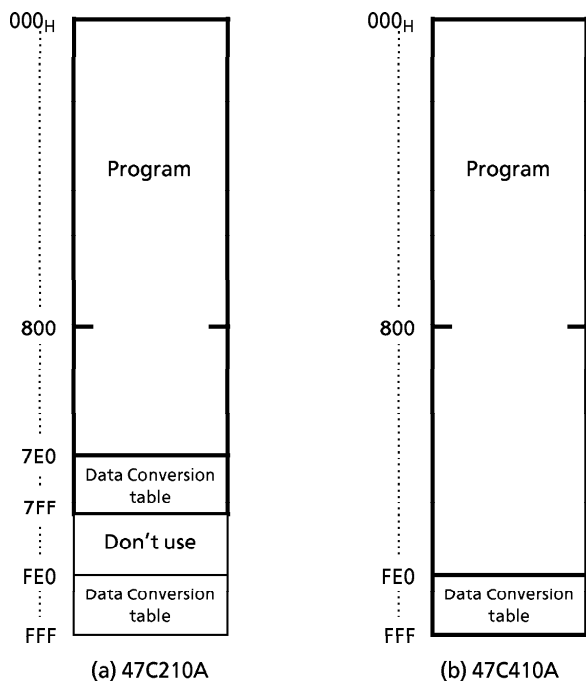 000H
Program
800
7E0
Data Conversion
table
7FF
Don't use
FE0
Data Conversion
table
FFF
(a) 47C210A
000H
Program
800
FE0
Data Conversion
table
FFF
(b) 47C410A